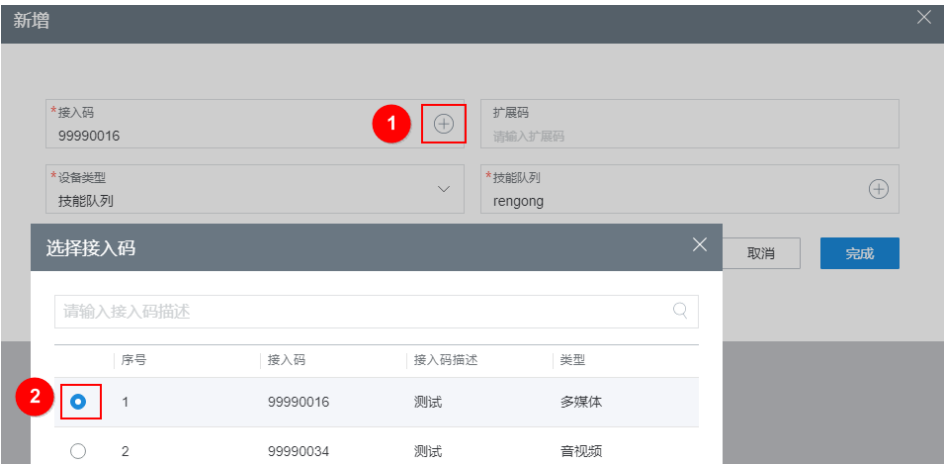 新增
*接入码
99990016
1
扩展码
请输入扩展码
*设备类型
技能队列
*技能队列
rengong
选择接入码
取消
完成
请输入接入码描述
序号 接入码 接入码描述 类型
2
1 99990016 测试 多媒体
2 99990034 测试 音视频